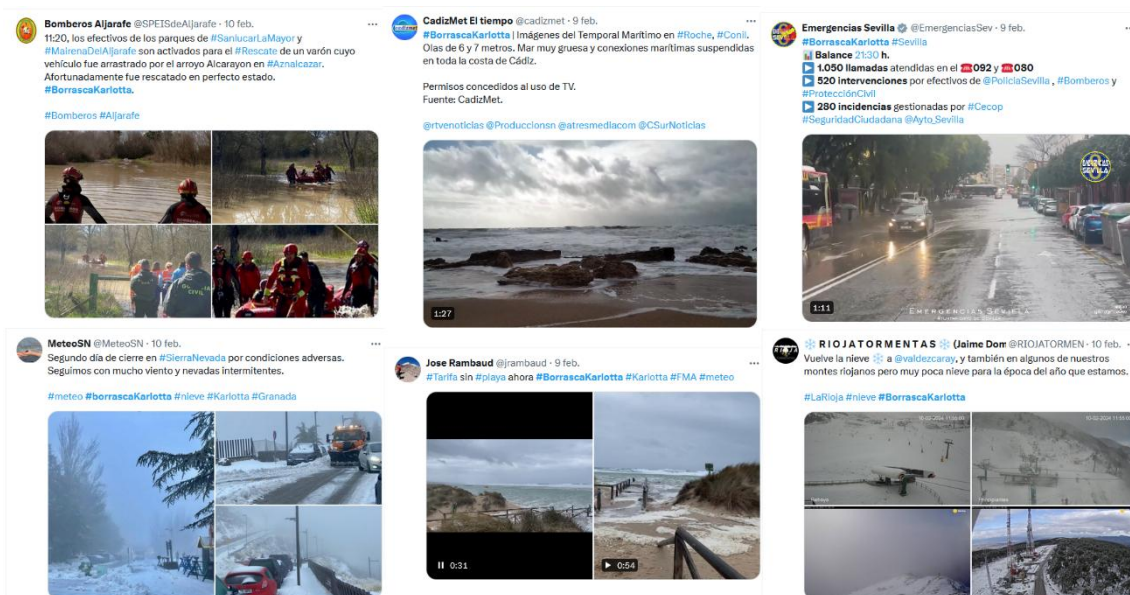 Bomberos Aljarafe @SPEISdeAljarafe · 10 feb.
11:20, los efectivos de los parques de #SanlucarLaMayor y
#MairenaDelAljarafe son activados para el #Rescate de un varón cuyo
vehículo fue arrastrado por el arroyo Alcarayon en #Aznalcazar.
Afortunadamente fue rescatado en perfecto estado.
#BorrascaKarlotta.
#Bomberos #Aljarafe
CadizMet El tiempo @cadizmet · 9 feb.
#BorrascaKarlotta | Imágenes del Temporal Marítimo en #Roche, #Conil.
Olas de 6 y 7 metros. Mar muy gruesa y conexiones marítimas suspendidas
en toda la costa de Cádiz.
Permisos concedidos al uso de TV.
Fuente: CadizMet.
@rtvenoticias @Produccionsn @atresmediacom @CSurNoticias
1:27
Emergencias Sevilla @EmergenciasSev · 9 feb.
#BorrascaKarlotta #Sevilla
Balance 21:30 h.
1.050 llamadas atendidas en el ☎092 y ☎080
520 intervenciones por efectivos de @PoliciaSevilla , #Bomberos y
#ProtecciónCivil
280 incidencias gestionadas por #Cecop
#SeguridadCiudadana @Ayto_Sevilla
EMERGENCIAS SEVILLA
1:11
MeteoSN @MeteoSN · 10 feb.
Segundo día de cierre en #SierraNevada por condiciones adversas.
Seguimos con mucho viento y nevadas intermitentes.
#meteo #borrascaKarlotta #nieve #Karlotta #Granada
Jose Rambaud @jrambaud · 9 feb.
#Tarifa sin #playa ahora #BorrascaKarlotta #Karlotta #FMA #meteo
0:31
0:54
RIOJATORMENTAS (Jaime Dom @RIOJATORMEN · 10 feb.
Vuelve la nieve ❄ a @valdezcaray, y también en algunos de nuestros
montes riojanos pero muy poca nieve para la época del año que estamos.
#LaRioja #nieve #BorrascaKarlotta